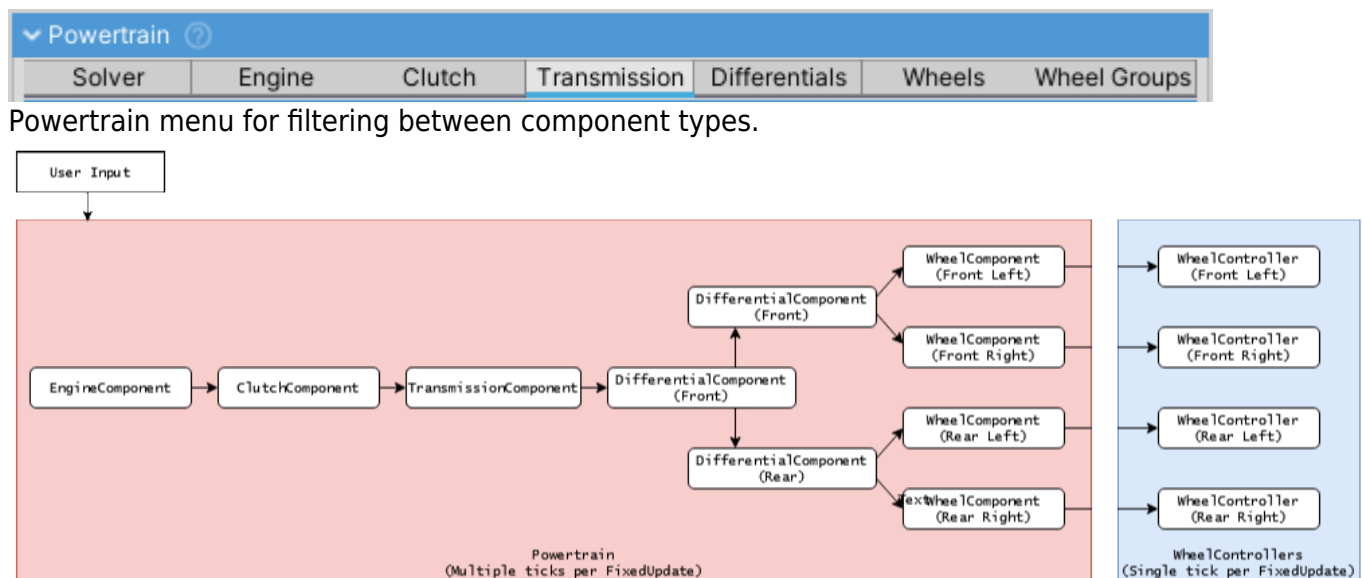 Powertrain ?
Solver Engine Clutch Transmission Differentials Wheels Wheel Groups
Powertrain menu for filtering between component types.
User Input
EngineComponent
ClutchComponent
TransmissionComponent
DifferentialComponent
(Front)
DifferentialComponent
(Front)
DifferentialComponent
(Rear)
WheelComponent
(Front Left)
WheelComponent
(Front Right)
WheelComponent
(Rear Left)
Text
WheelComponent
(Rear Right)
Powertrain
(Multiple ticks per FixedUpdate)
WheelController
(Front Left)
WheelController
(Front Right)
WheelController
(Rear Left)
WheelController
(Rear Right)
WheelControllers
(Single tick per FixedUpdate)